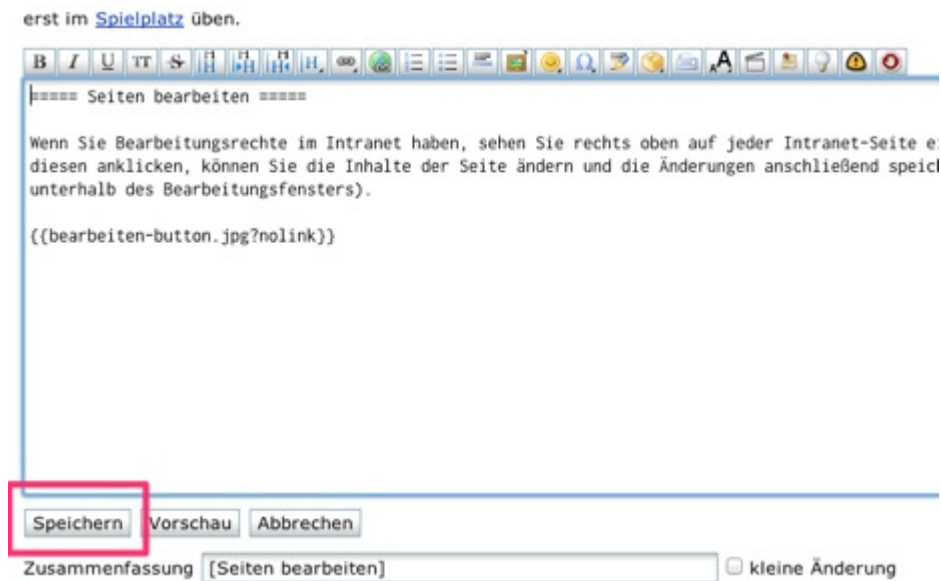 erst im Spielplatz üben.
B I U TT S
===== Seiten bearbeiten =====
Wenn Sie Bearbeitungsrechte im Intranet haben, sehen Sie rechts oben auf jeder Intranet-Seite
diesen anklicken, können Sie die Inhalte der Seite ändern und die Änderungen anschließend
unterhalb des Bearbeitungsfensters).
{{bearbeiten-button.jpg?nolink}}
Speichern Vorschau Abbrechen
Zusammenfassung [Seiten bearbeiten] kleine Änderung